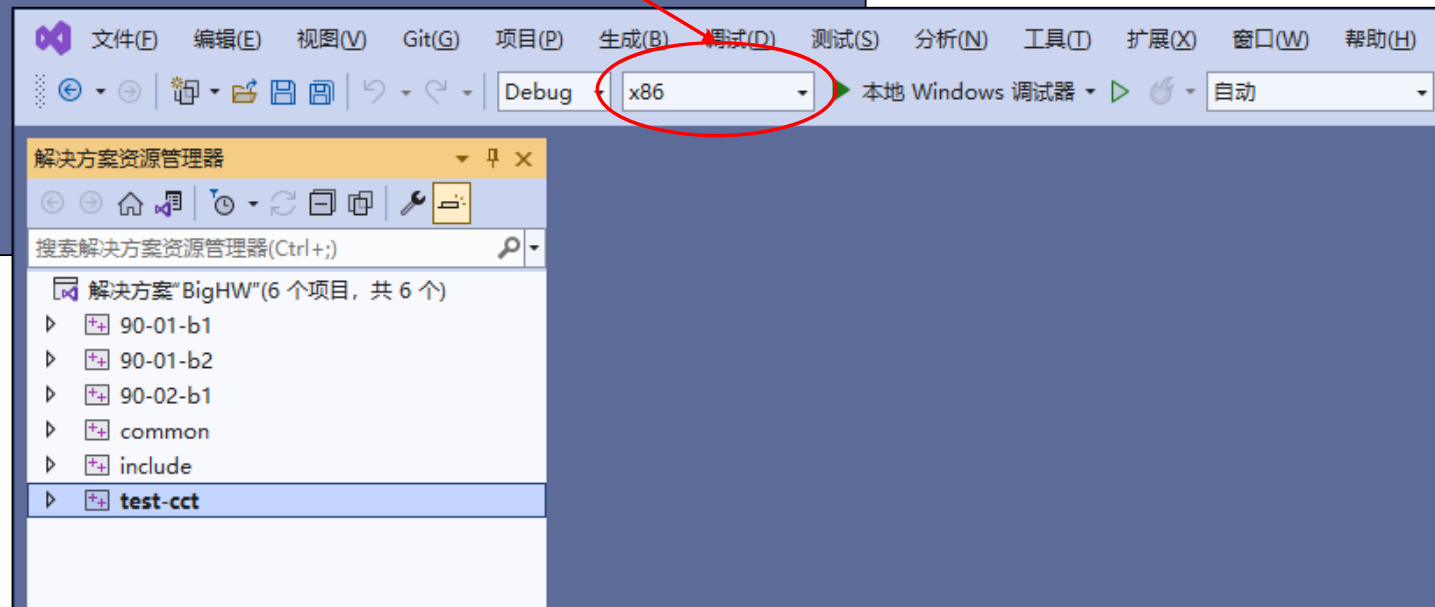 文件(F) 编辑(E) 视图(V) Git(G) 项目(P) 生成(B) 调试(D) 测试(S) 分析(N) 工具(T) 扩展(X) 窗口(W) 帮助(H)
Debug x86 本地 Windows 调试器 自动
解决方案资源管理器
搜索解决方案资源管理器(Ctrl+;)
解决方案"BigHW"(6 个项目，共 6 个)
90-01-b1
90-01-b2
90-02-b1
common
include
test-cct